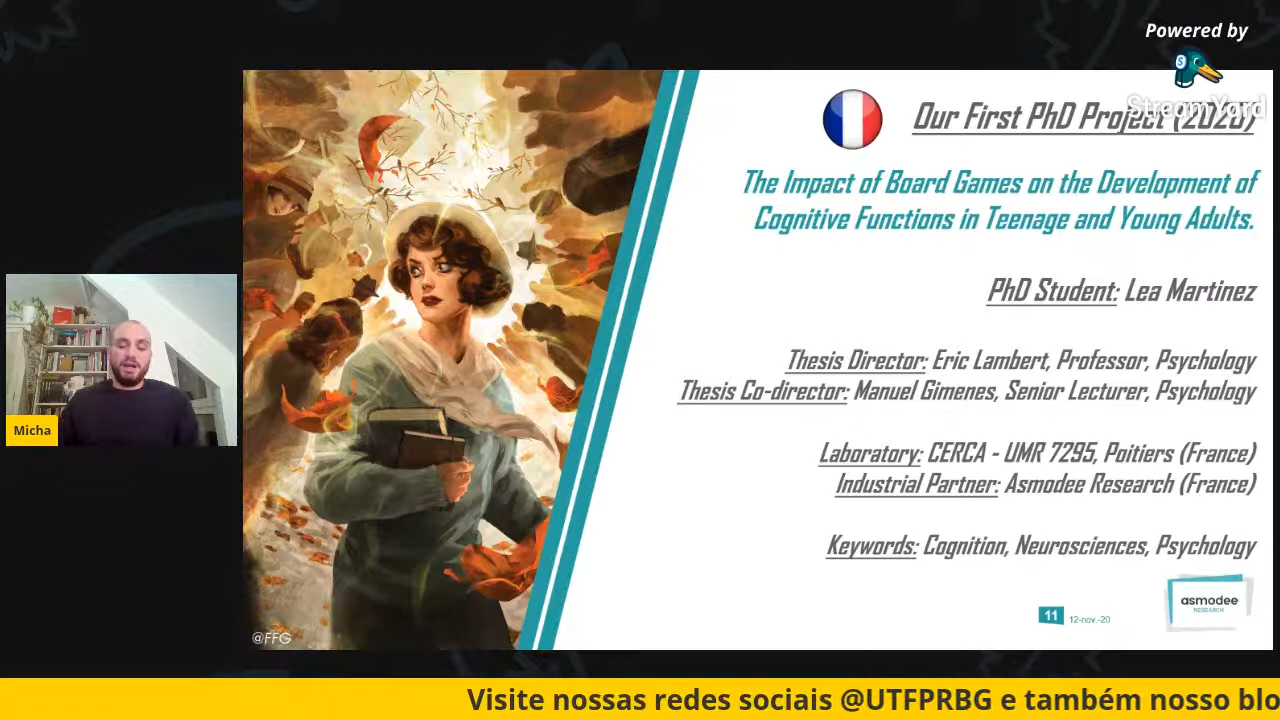 Powered by
StreamYard
Our First PhD Project (2020)
The Impact of Board Games on the Development of
Cognitive Functions in Teenage and Young Adults.
PhD Student: Lea Martinez
Thesis Director: Eric Lambert, Professor, Psychology
Thesis Co-director: Manuel Gimenes, Senior Lecturer, Psychology
Micha
Laboratory: CERCA - UMR 7295, Poitiers (France)
Industrial Partner: Asmodee Research (France)
Keywords: Cognition, Neurosciences, Psychology
asmodee
RESEARCH
11 12-nov.-20
@FFG
Visite nossas redes sociais @UTFPRBG e também nosso blo